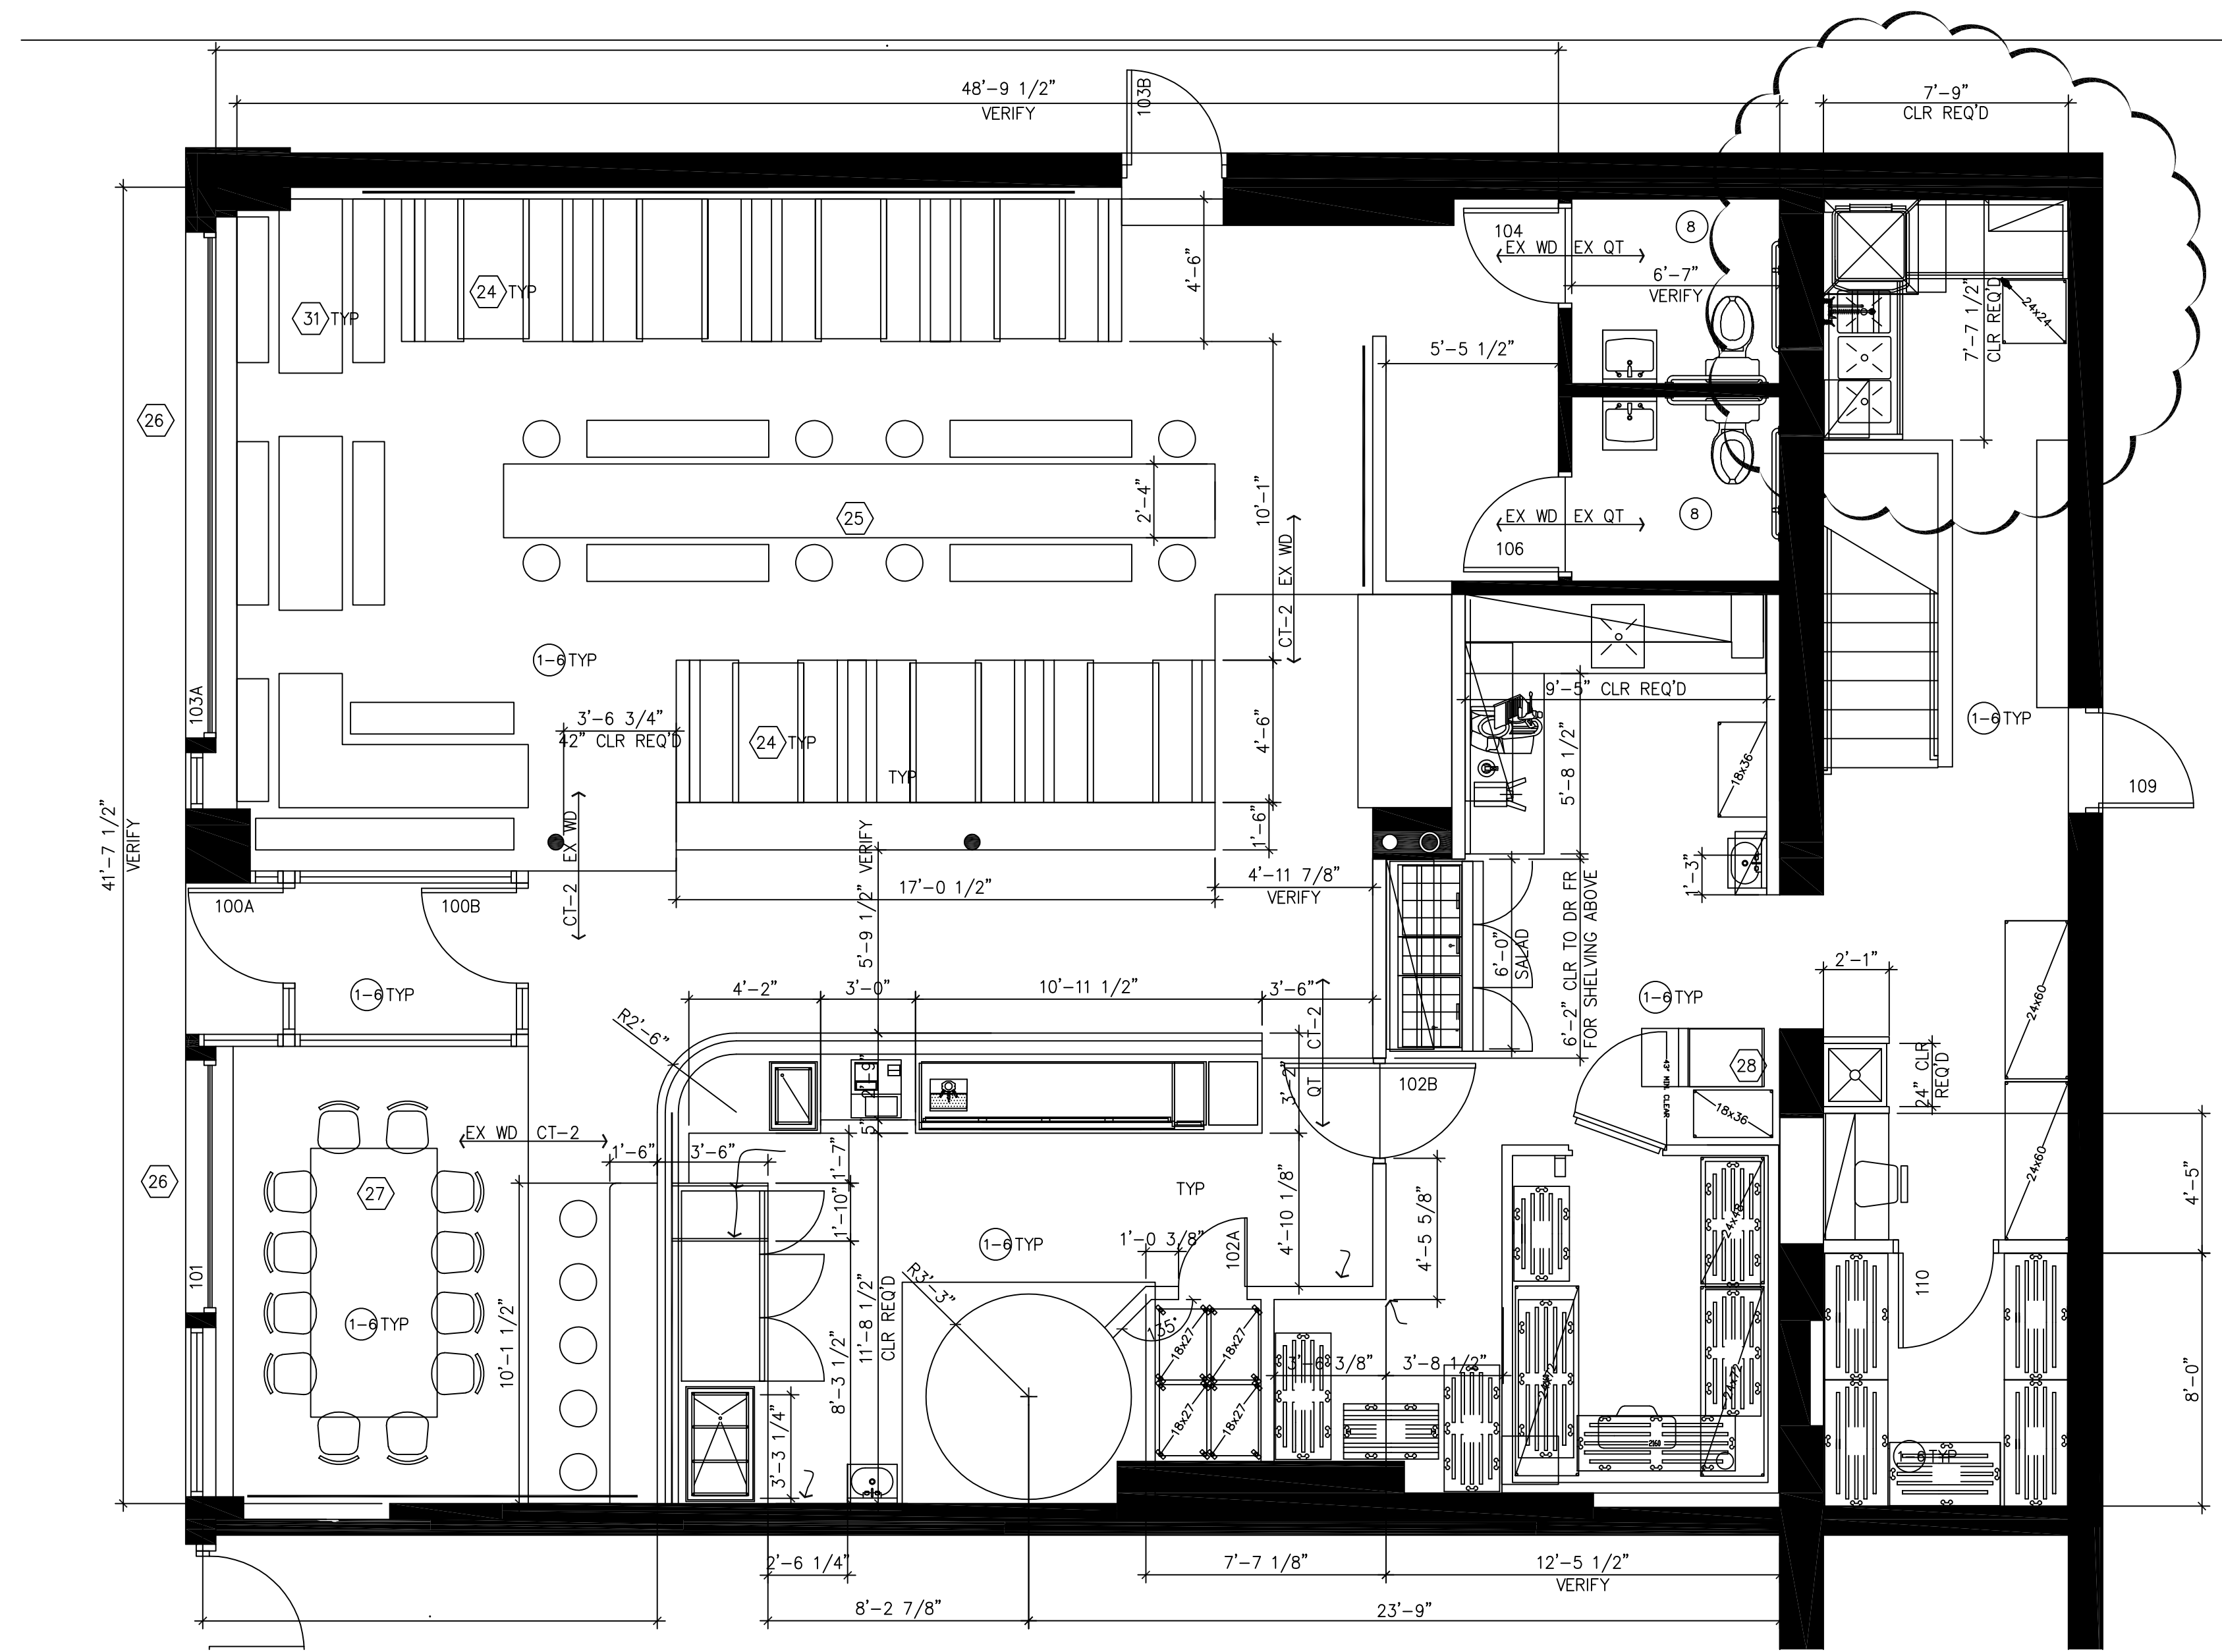 48'-9 1/2"
VERIFY
103B
7'-9"
CLR REQ'D
104
EX WD EX QT
8
6'-7"
VERIFY
4'-6"
24 TYP
31 TYP
7'-7 1/2"
CLR REQ'D
24x24
5'-5 1/2"
26
10'-1"
2'-4"
25
EX WD EX QT
8
106
CT-2 EX WD
1-6 TYP
103A
3'-6 3/4"
42" CLR REQ'D
24 TYP
TYP
4'-6"
9'-5" CLR REQ'D
5'-8 1/2"
18x36
1-6 TYP
109
41'-7 1/2"
VERIFY
CT-2 EX WD
1'-6"
5'-9 1/2" VERIFY
17'-0 1/2"
4'-11 7/8"
VERIFY
1'-3"
100A
100B
6'-0"
SALAD
6'-2" CLR TO DR FR
FOR SHELVING ABOVE
1-6 TYP
1-6 TYP
2'-1"
24x60
4'-2"
3'-0"
10'-11 1/2"
3'-6"
R2'-6"
QT CT-2
3'-2"
102B
28
43" MIN. CLEAR
18x36
24" CLR
REQ'D
24x60
2'-9"
5"
EX WD CT-2
1'-6"
3'-6"
1'-7"
1'-10"
26
27
TYP
1-6 TYP
4'-10 1/8"
4'-5 5/8"
4'-5"
1'-0 3/8"
102A
24x48
101
1-6 TYP
10'-1 1/2"
11'-8 1/2"
CLR REQ'D
8'-3 1/2"
R3'-3"
135°
18x27
18x27
18x27
18x27
3'-6 3/8"
3'-8 1/2"
24x72
24x72
110
8'-0"
3'-3 1/4"
2160
1-6 TYP
2'-6 1/4"
7'-7 1/8"
12'-5 1/2"
VERIFY
8'-2 7/8"
23'-9"